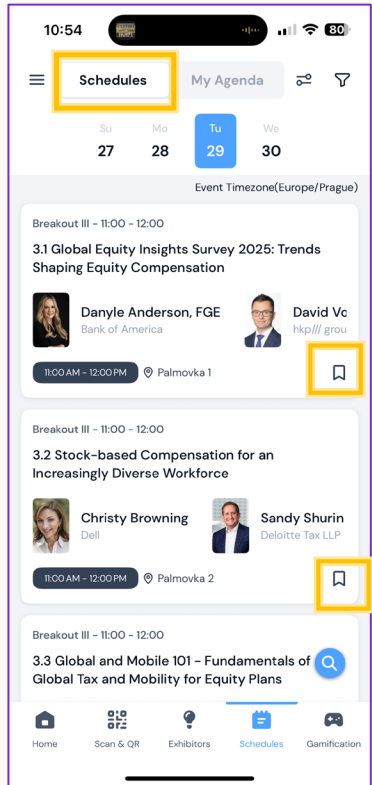 10:54
80
Schedules
My Agenda
Su
Mo
Tu
We
27
28
29
30
Event Timezone(Europe/Prague)
Breakout III - 11:00 - 12:00
3.1 Global Equity Insights Survey 2025: Trends
Shaping Equity Compensation
Danyle Anderson, FGE
David Vo
Bank of America
hkp/// grou
11:00 AM - 12:00 PM
Palmovka 1
Breakout III - 11:00 - 12:00
3.2 Stock-based Compensation for an
Increasingly Diverse Workforce
Christy Browning
Sandy Shurin
Dell
Deloitte Tax LLP
11:00 AM - 12:00 PM
Palmovka 2
Breakout III - 11:00 - 12:00
3.3 Global and Mobile 101 - Fundamentals of
Global Tax and Mobility for Equity Plans
Home
Scan & QR
Exhibitors
Schedules
Gamification